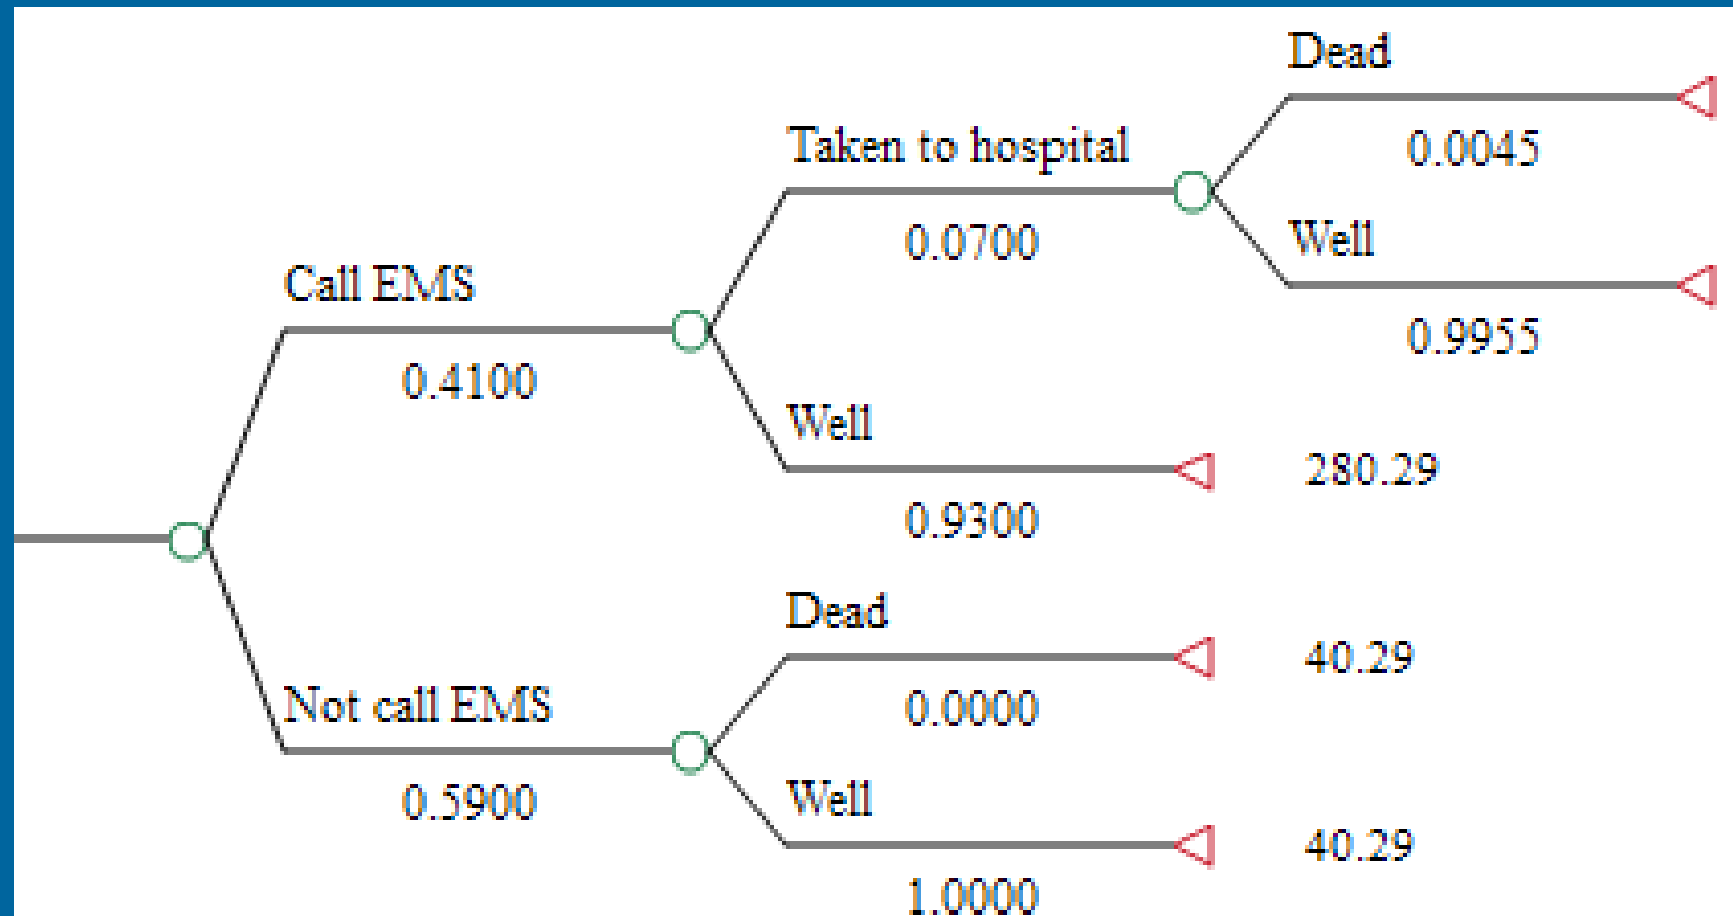 Dead
0.0045
Taken to hospital
0.0700
Well
0.9955
Call EMS
0.4100
Well
280.29
0.9300
Dead
40.29
0.0000
Not call EMS
0.5900
Well
40.29
1.0000